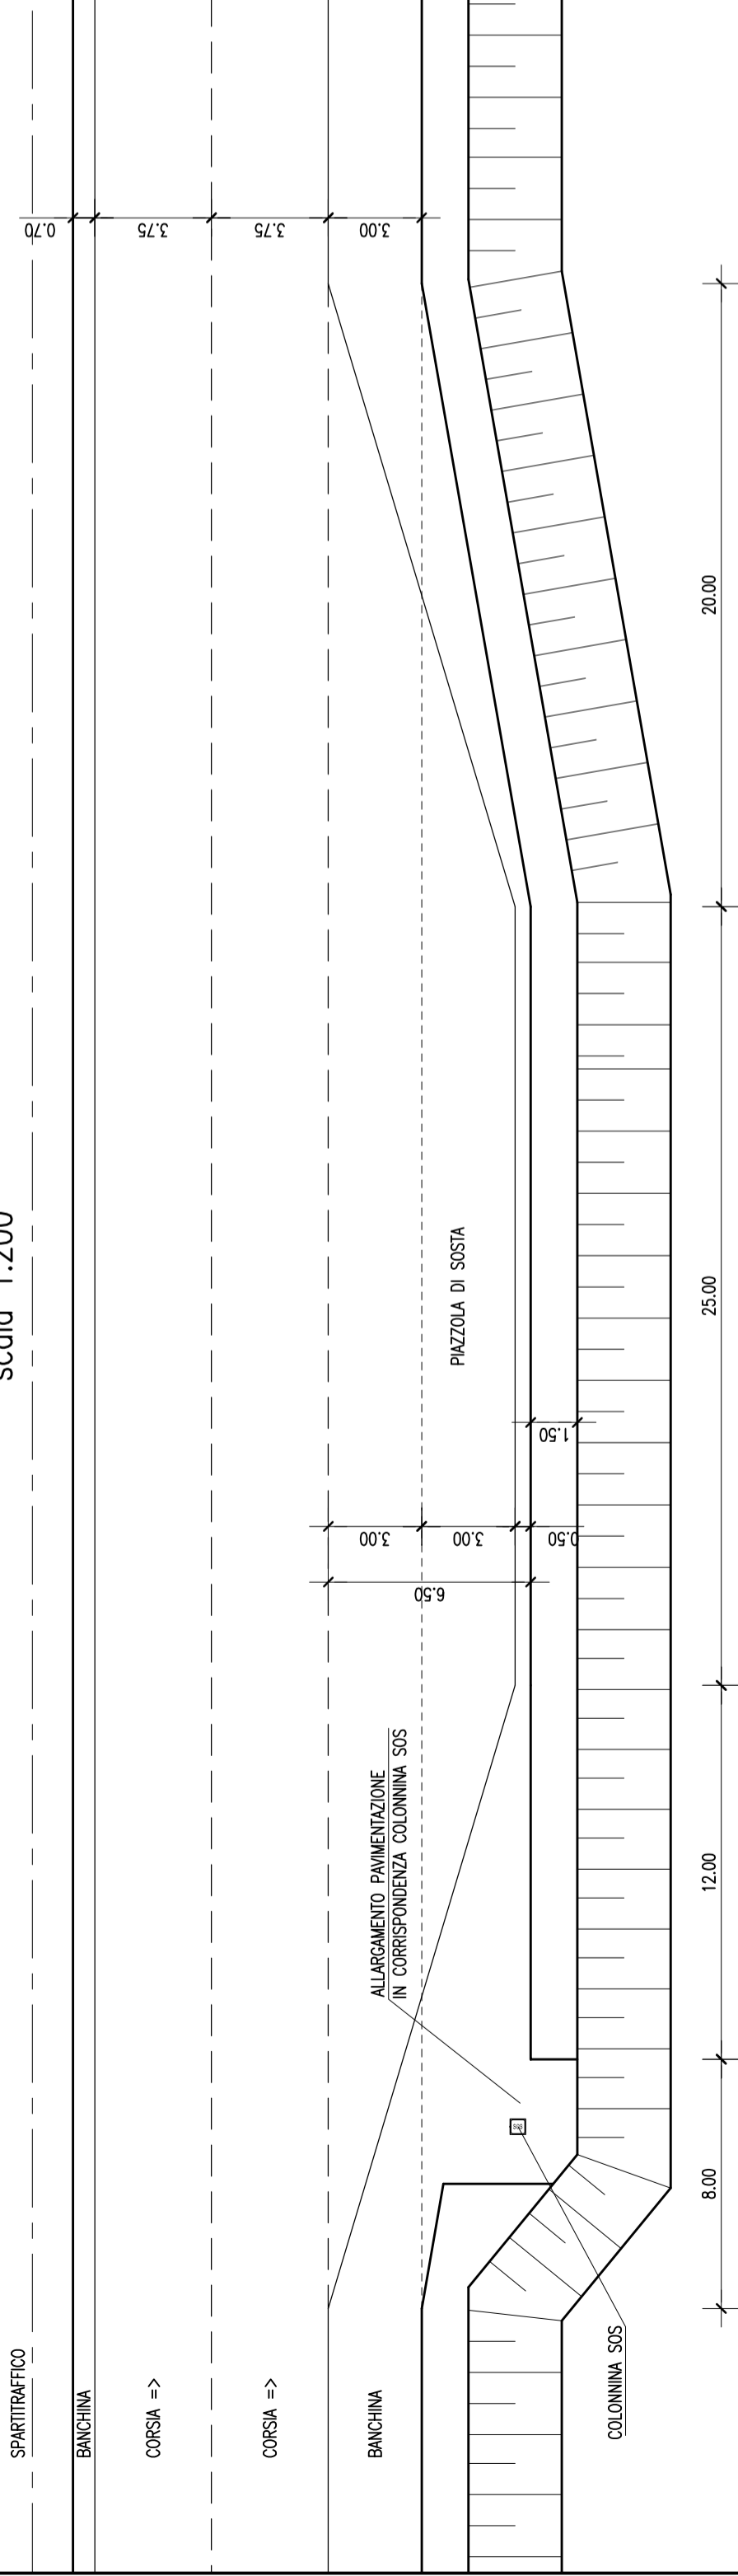 scala 1:200
SPARTITRAFFICO
BANCHINA
CORSIA =>
CORSIA =>
BANCHINA
0.70
3.75
3.75
3.00
PIAZZOLA DI SOSTA
3.00
3.00
0.50
6.50
1.50
ALLARGAMENTO PAVIMENTAZIONE
IN CORRISPONDENZA COLONNINA SOS
SOS
COLONNINA SOS
8.00
12.00
25.00
20.00